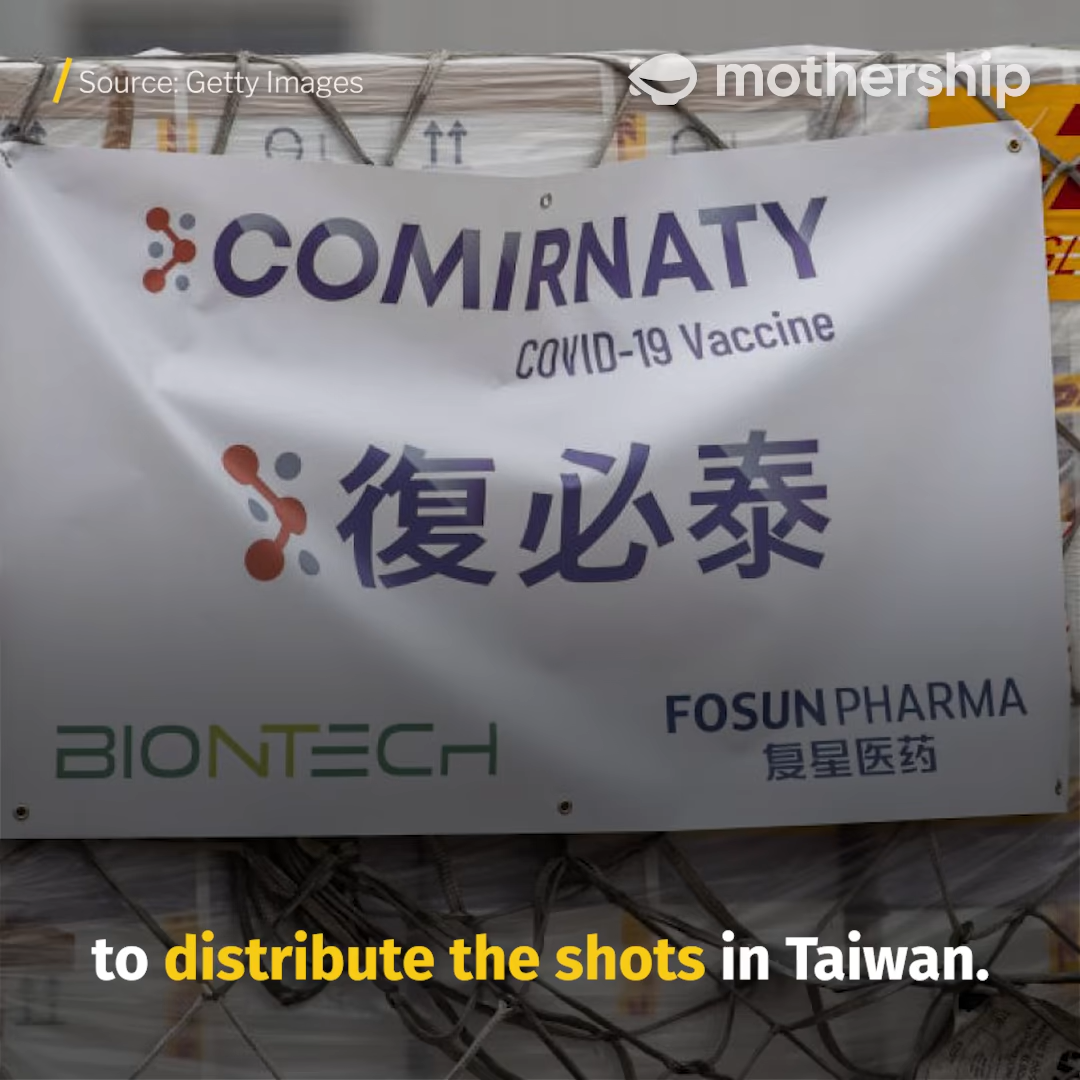 Source: Getty Images
mothership
COMIRNATY
COVID-19 Vaccine
復必泰
BIONTECH
FOSUN PHARMA
复星医药
to distribute the shots in Taiwan.